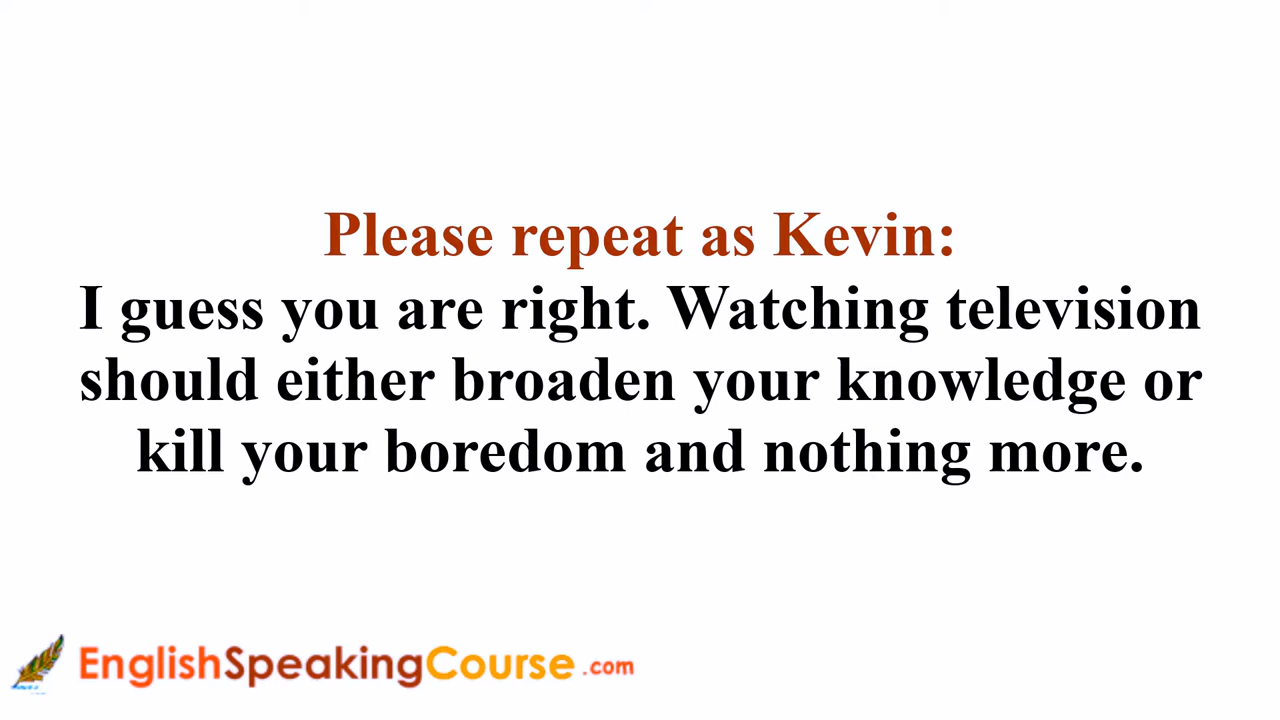 Please repeat as Kevin:
I guess you are right. Watching television
should either broaden your knowledge or
kill your boredom and nothing more.
EnglishSpeakingCourse.com